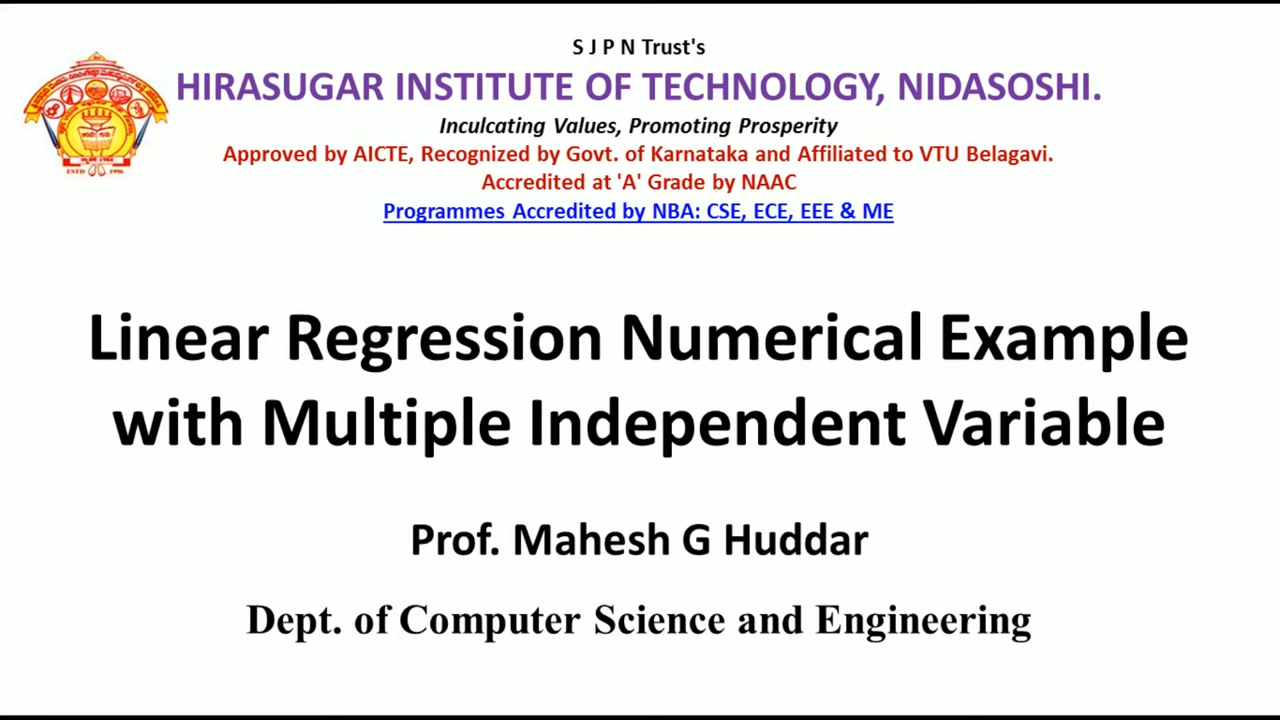 S J P N Trust's
HIRASUGAR INSTITUTE OF TECHNOLOGY, NIDASOSHI.
Inculcating Values, Promoting Prosperity
Approved by AICTE, Recognized by Govt. of Karnataka and Affiliated to VTU Belagavi.
Accredited at 'A' Grade by NAAC
Programmes Accredited by NBA: CSE, ECE, EEE & ME
ESTD 1996
Linear Regression Numerical Example
with Multiple Independent Variable
Prof. Mahesh G Huddar
Dept. of Computer Science and Engineering